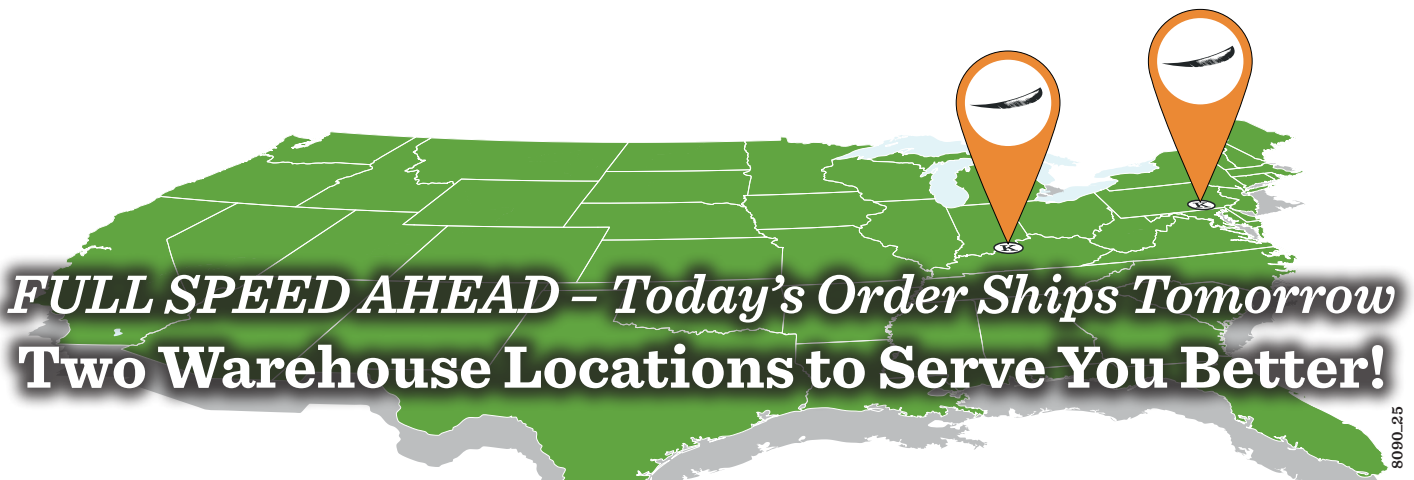 K
K
FULL SPEED AHEAD – Today’s Order Ships Tomorrow
Two Warehouse Locations to Serve You Better!
8090_25